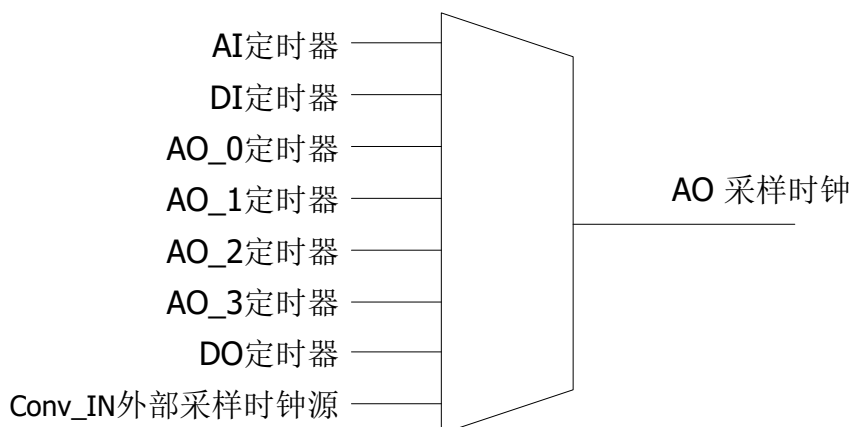 AI定时器
DI定时器
AO_0定时器
AO_1定时器
AO_2定时器
AO_3定时器
DO定时器
Conv_IN外部采样时钟源
AO 采样时钟